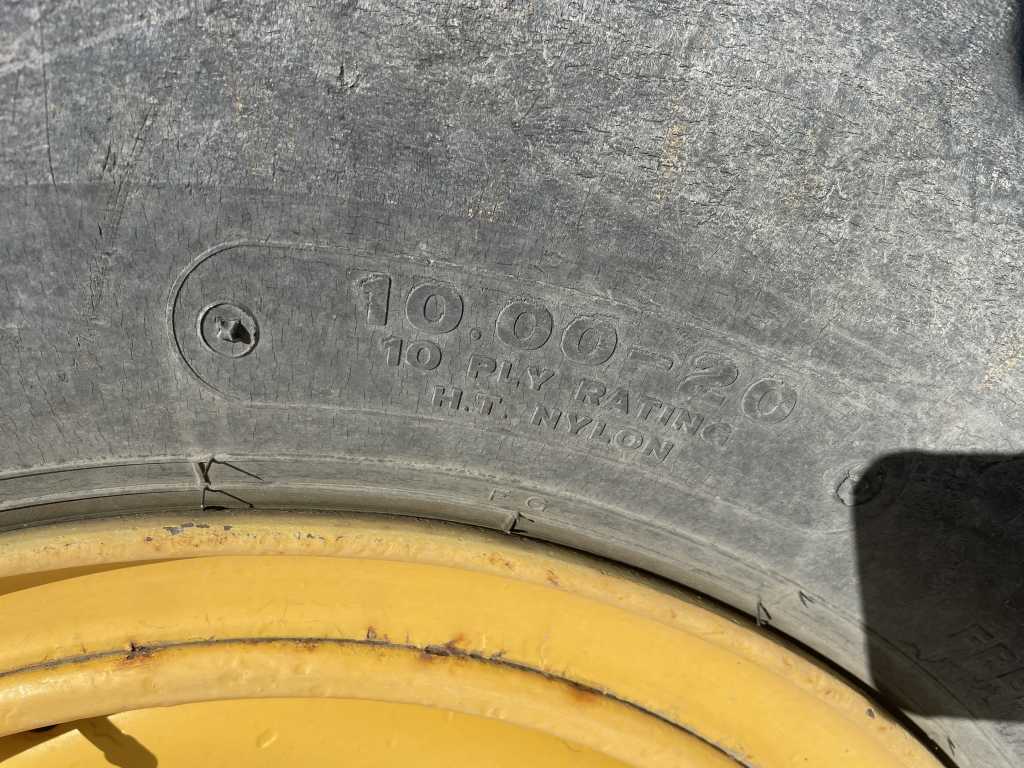 10.00-20
10 PLY RATING
H.T. NYLON
F G